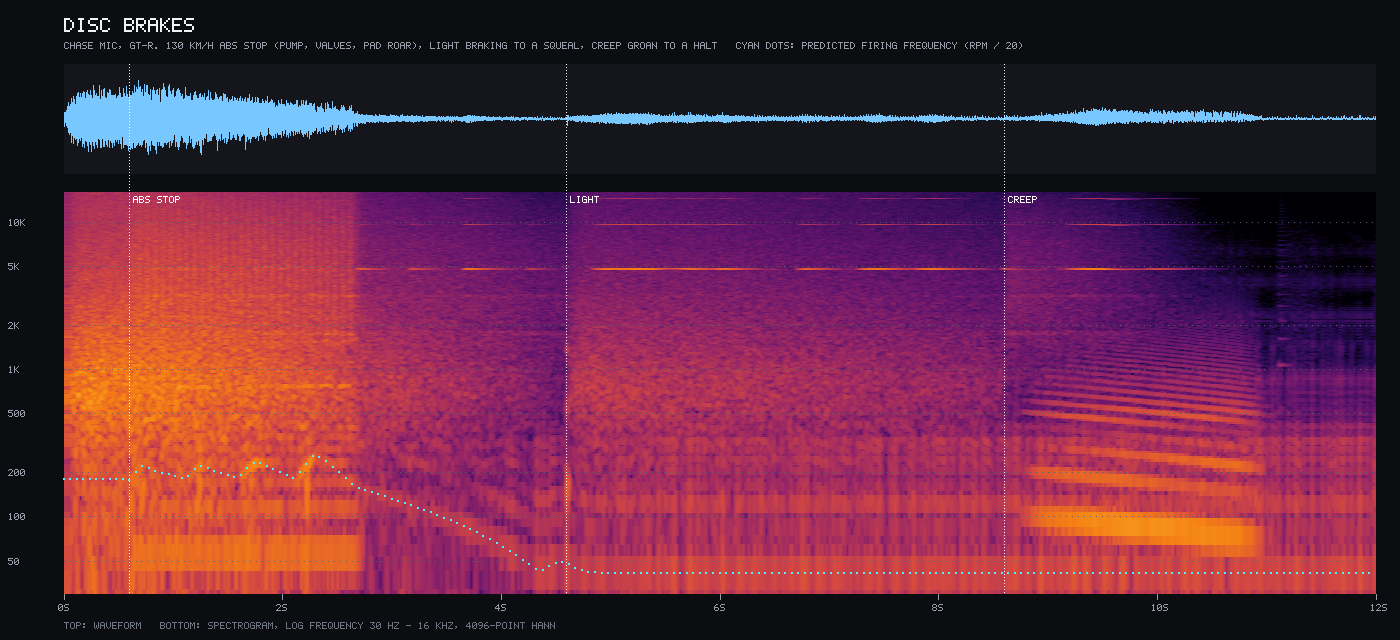 DISC BRAKES
CHASE MIC, GT-R. 130 KM/H ABS STOP (PUMP, VALVES, PAD ROAR), LIGHT BRAKING TO A SQUEAL, CREEP GROAN TO A HALT   CYAN DOTS: PREDICTED FIRING FREQUENCY (RPM / 20)
ABS STOP
LIGHT
CREEP
10K
5K
2K
1K
500
200
100
50
0S
2S
4S
6S
8S
10S
12S
TOP: WAVEFORM   BOTTOM: SPECTROGRAM, LOG FREQUENCY 30 HZ - 16 KHZ, 4096-POINT HANN